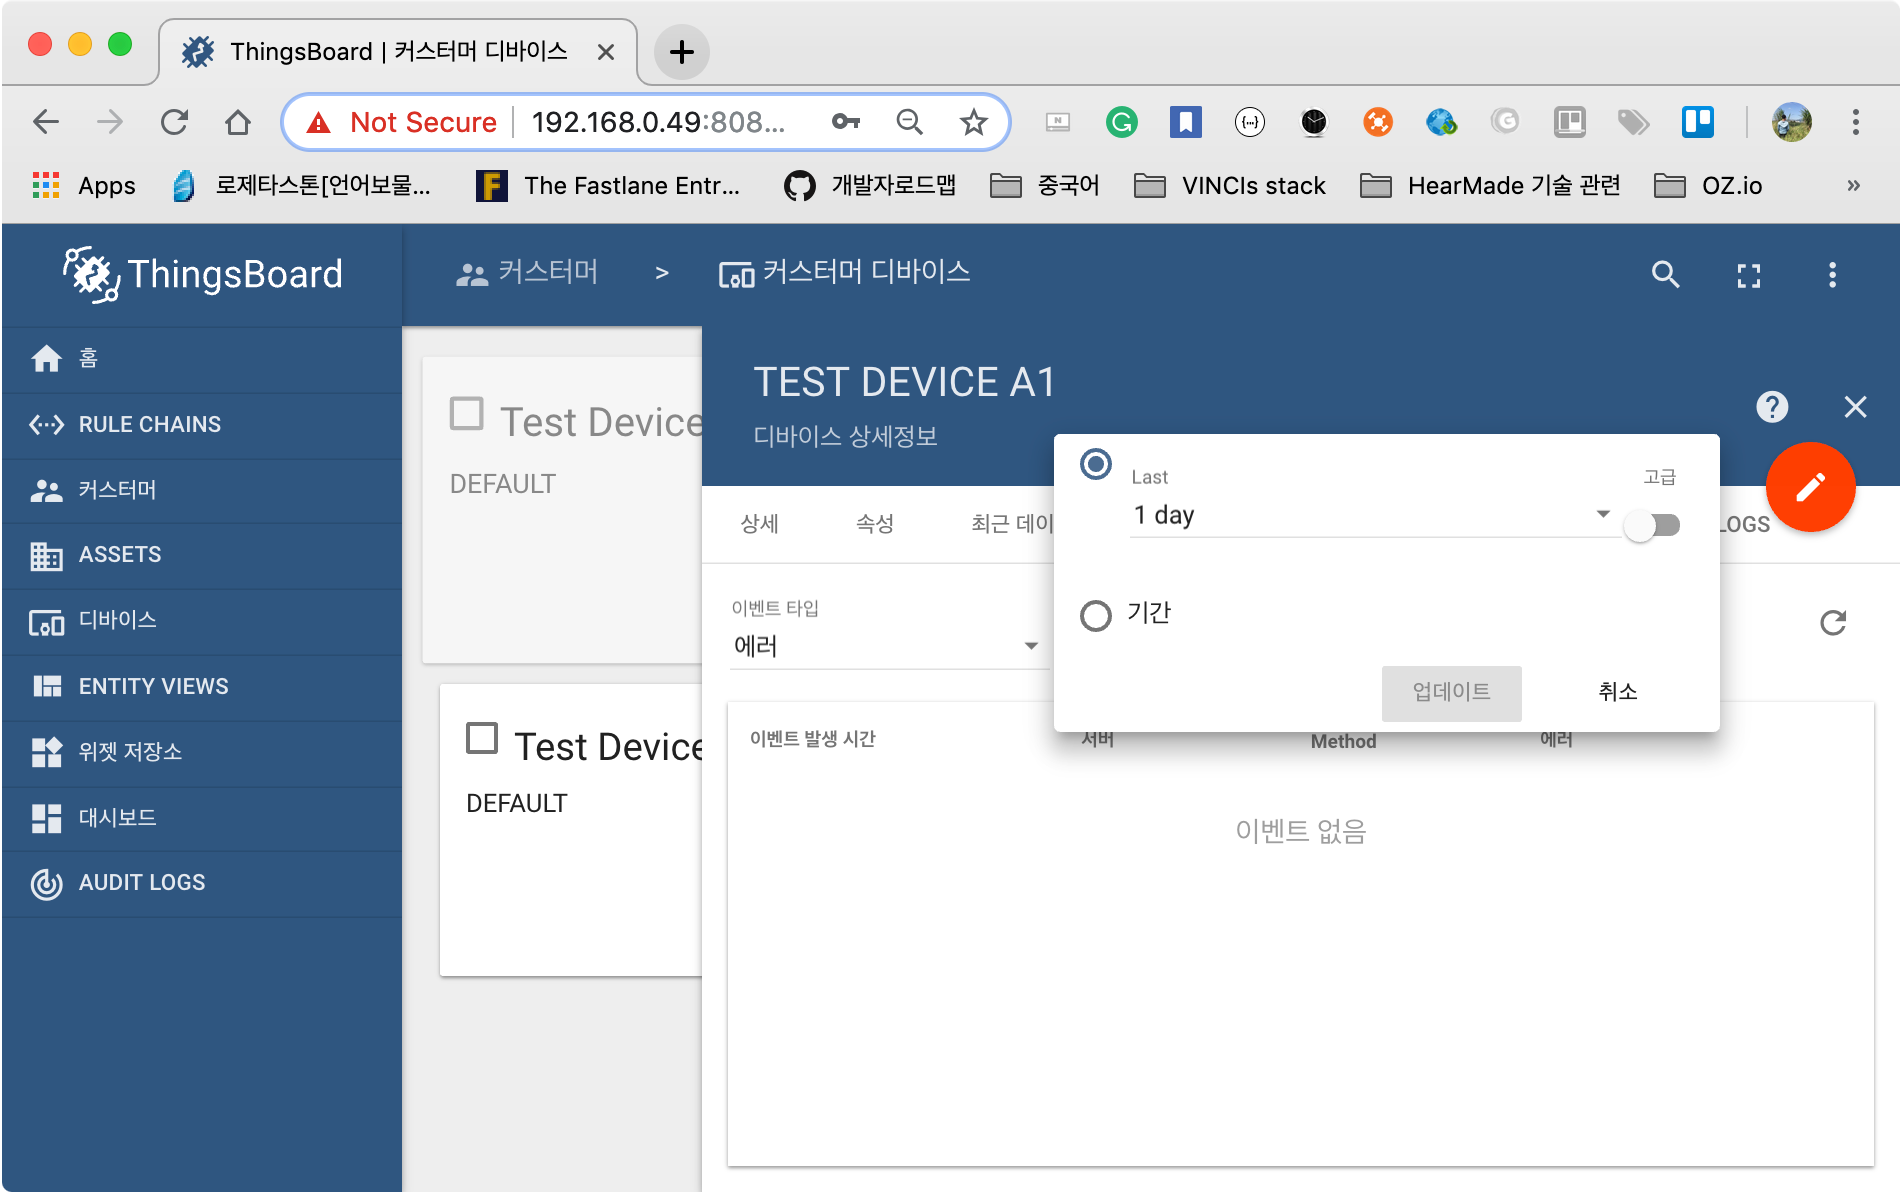 ThingsBoard | 커스터머 디바이스
Not Secure
192.168.0.49:808...
Apps
로제타스톤[언어보물...
The Fastlane Entr...
개발자로드맵
중국어
VINCIs stack
HearMade 기술 관련
OZ.io
»
ThingsBoard
커스터머 > 커스터머 디바이스
홈
RULE CHAINS
커스터머
ASSETS
디바이스
ENTITY VIEWS
위젯 저장소
대시보드
AUDIT LOGS
Test Device
DEFAULT
Test Device
DEFAULT
TEST DEVICE A1
디바이스 상세정보
상세
속성
최근 데이
LOGS
Last
고급
1 day
기간
업데이트
취소
이벤트 타입
에러
이벤트 발생 시간
서버
Method
에러
이벤트 없음